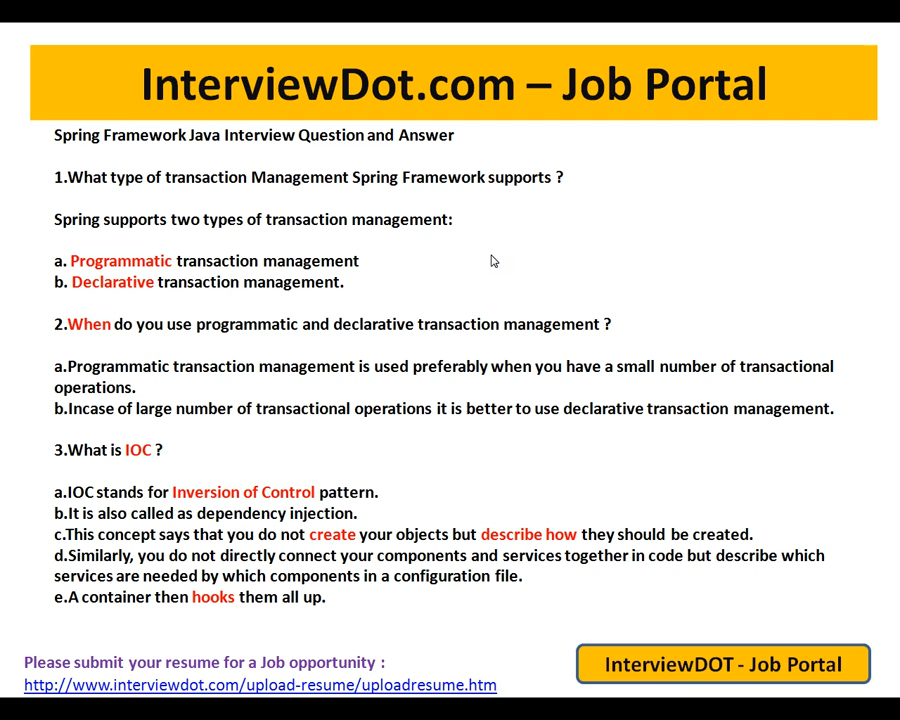 InterviewDot.com – Job Portal
Spring Framework Java Interview Question and Answer
1.What type of transaction Management Spring Framework supports ?
Spring supports two types of transaction management:
a. Programmatic transaction management
b. Declarative transaction management.
2.When do you use programmatic and declarative transaction management ?
a.Programmatic transaction management is used preferably when you have a small number of transactional
operations.
b.Incase of large number of transactional operations it is better to use declarative transaction management.
3.What is IOC ?
a.IOC stands for Inversion of Control pattern.
b.It is also called as dependency injection.
c.This concept says that you do not create your objects but describe how they should be created.
d.Similarly, you do not directly connect your components and services together in code but describe which
services are needed by which components in a configuration file.
e.A container then hooks them all up.
Please submit your resume for a Job opportunity :
http://www.interviewdot.com/upload-resume/uploadresume.htm
InterviewDOT - Job Portal